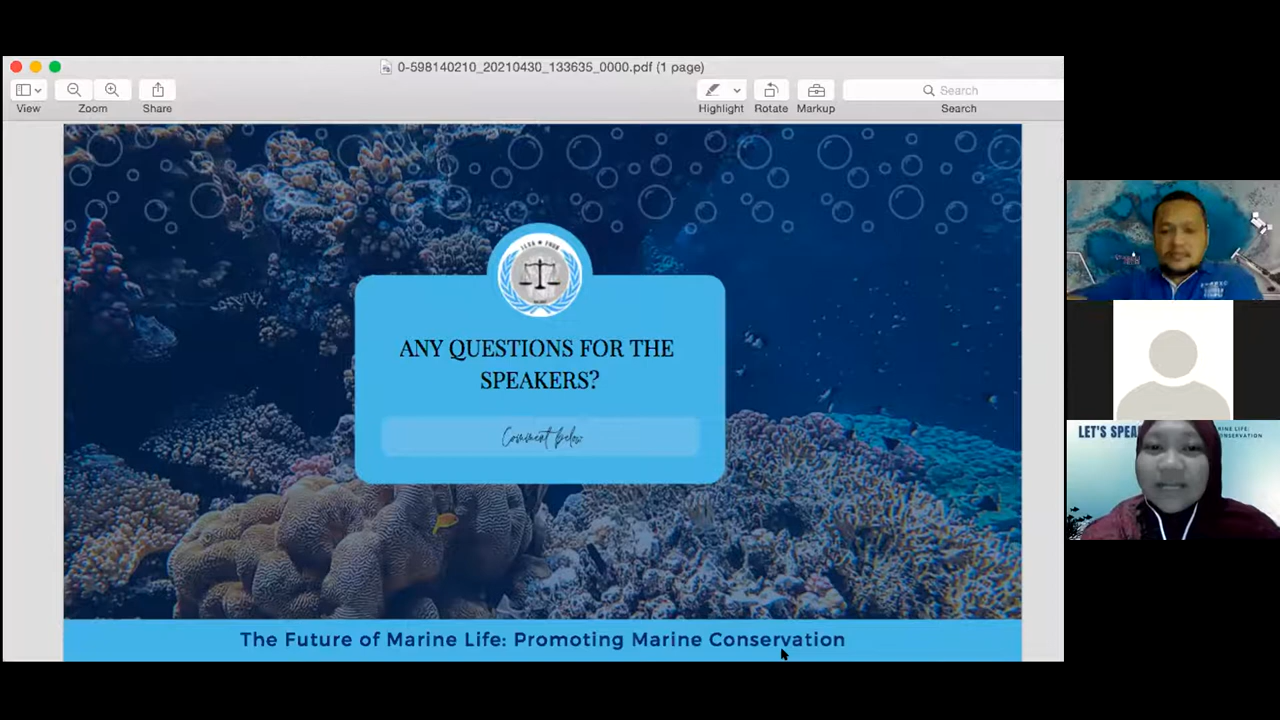 0-598140210_20210430_133635_0000.pdf (1 page)
View
Zoom
Share
Highlight
Rotate
Markup
Search
Search
ANY QUESTIONS FOR THE
SPEAKERS?
Comment below
The Future of Marine Life: Promoting Marine Conservation
LET'S SPEA
RINE LIFE:
CONSERVATION